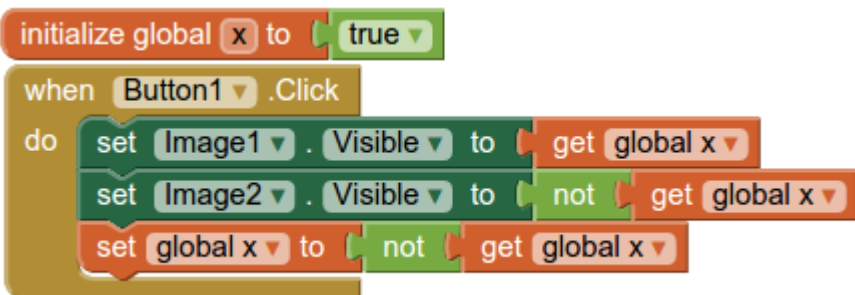 initialize global x to true
when Button1 .Click
do set Image1 . Visible to get global x
set Image2 . Visible to not get global x
set global x to not get global x